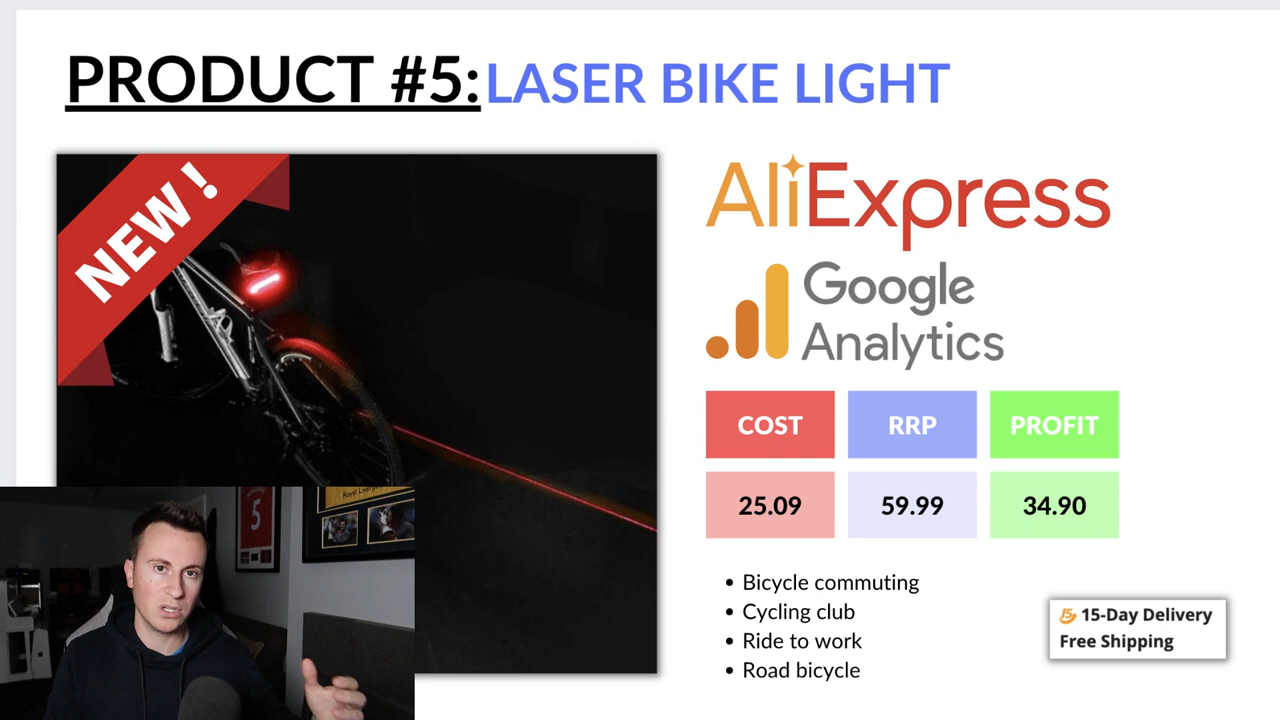 PRODUCT #5: LASER BIKE LIGHT
NEW!
AliExpress
Google
Analytics
COST RRP PROFIT
25.09 59.99 34.90
• Bicycle commuting
• Cycling club
• Ride to work
• Road bicycle
15-Day Delivery
Free Shipping
5